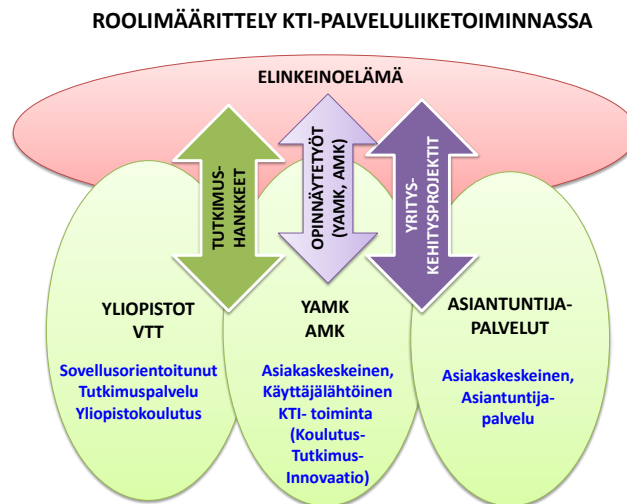 ROOLIMÄÄRITTELY KTI-PALVELULIIKETOIMINNASSA
ELINKEINOELÄMÄ
TUTKIMUS-
HANKKEET
OPINNÄYTETYÖT
(YAMK, AMK)
YRITYS-
KEHITYSPROJEKTIT
YLIOPISTOT
VTT
Sovellusorientoitunut
Tutkimuspalvelu
Yliopistokoulutus
YAMK
AMK
Asiakaskeskeinen,
Käyttäjälähtöinen
KTI- toiminta
(Koulutus-
Tutkimus-
Innovaatio)
ASIANTUNTIJA-
PALVELUT
Asiakaskeskeinen,
Asiantuntija-
palvelu